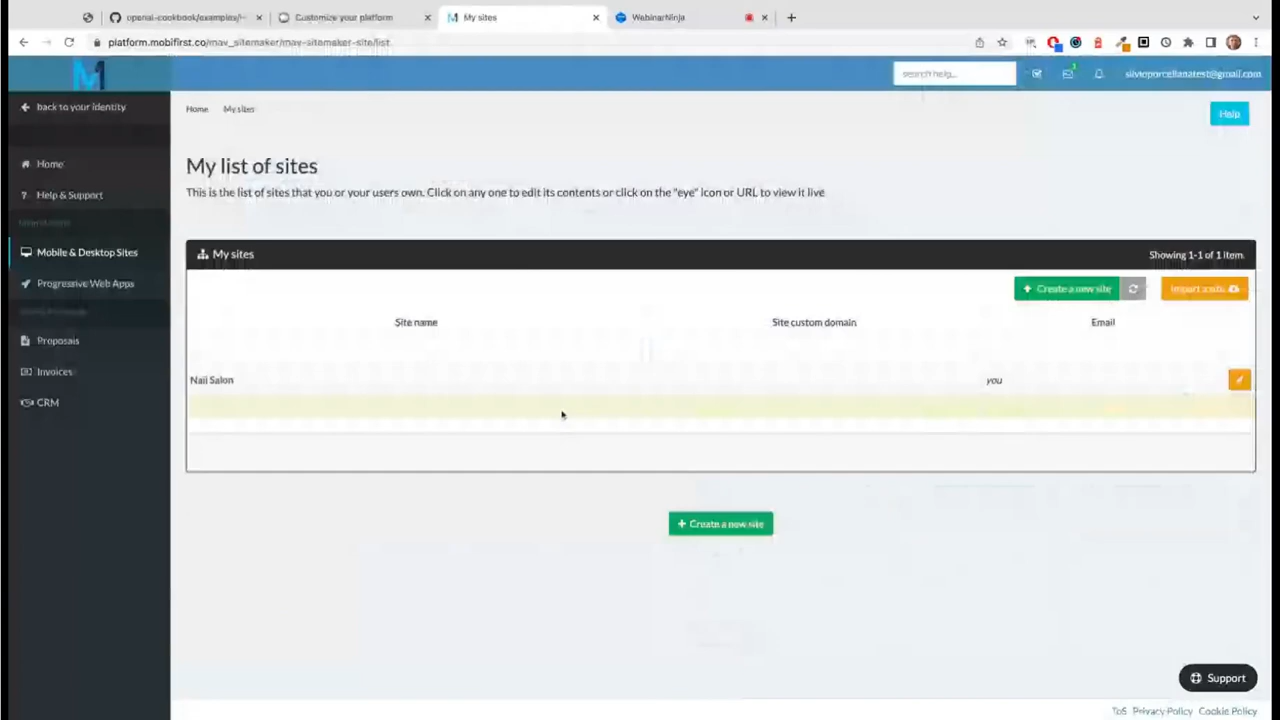 openai-cookbook/examples/
Customize your platform
My sites
WebinarNinja
platform.mobifirst.co/mav_sitemaker/mav-sitemaker-site/list
search help...
silvioporcellanatest@gmail.com
back to your identity
Home
My sites
Help
Home
My list of sites
Help & Support
This is the list of sites that you or your users own. Click on any one to edit its contents or click on the "eye" icon or URL to view it live
Mobile & Desktop Sites
My sites
Showing 1-1 of 1 item.
Progressive Web Apps
+ Create a new site
Import a site
Site name
Site custom domain
Email
Proposals
Invoices
Nail Salon
you
CRM
+ Create a new site
Support
ToS Privacy Policy Cookie Policy